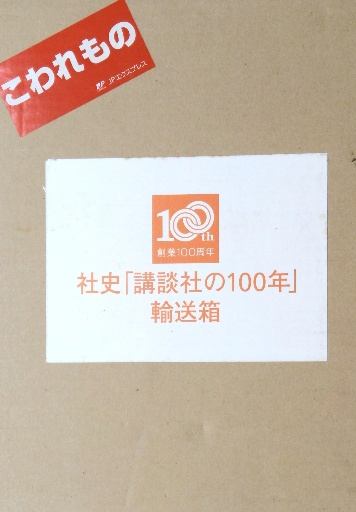 こわれもの
JPエクスプレス
100th
創業100周年
社史「講談社の100年」
輸送箱